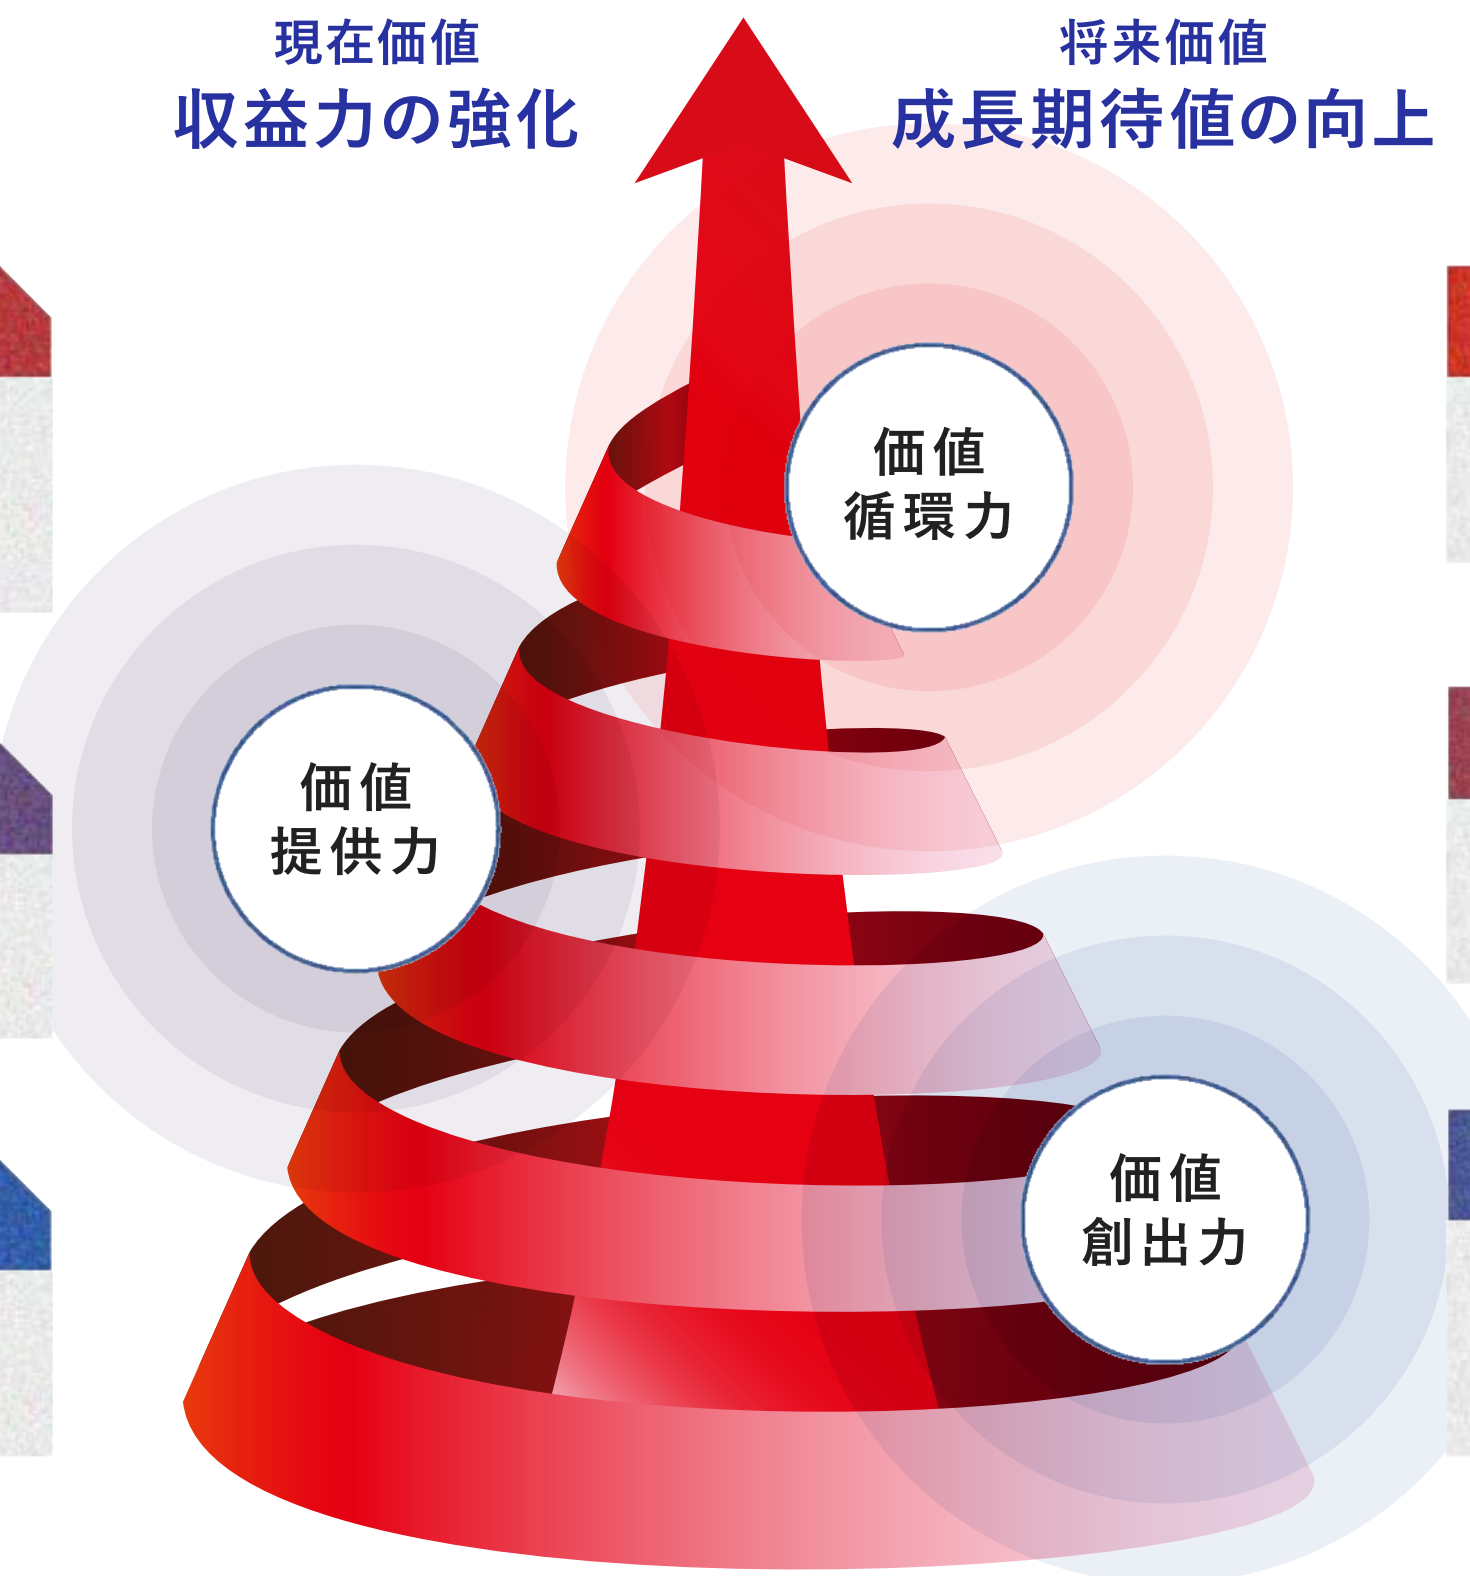 現在価値
収益力の強化
将来価値
成長期待値の向上
価値
循環力
価値
提供力
価値
創出力